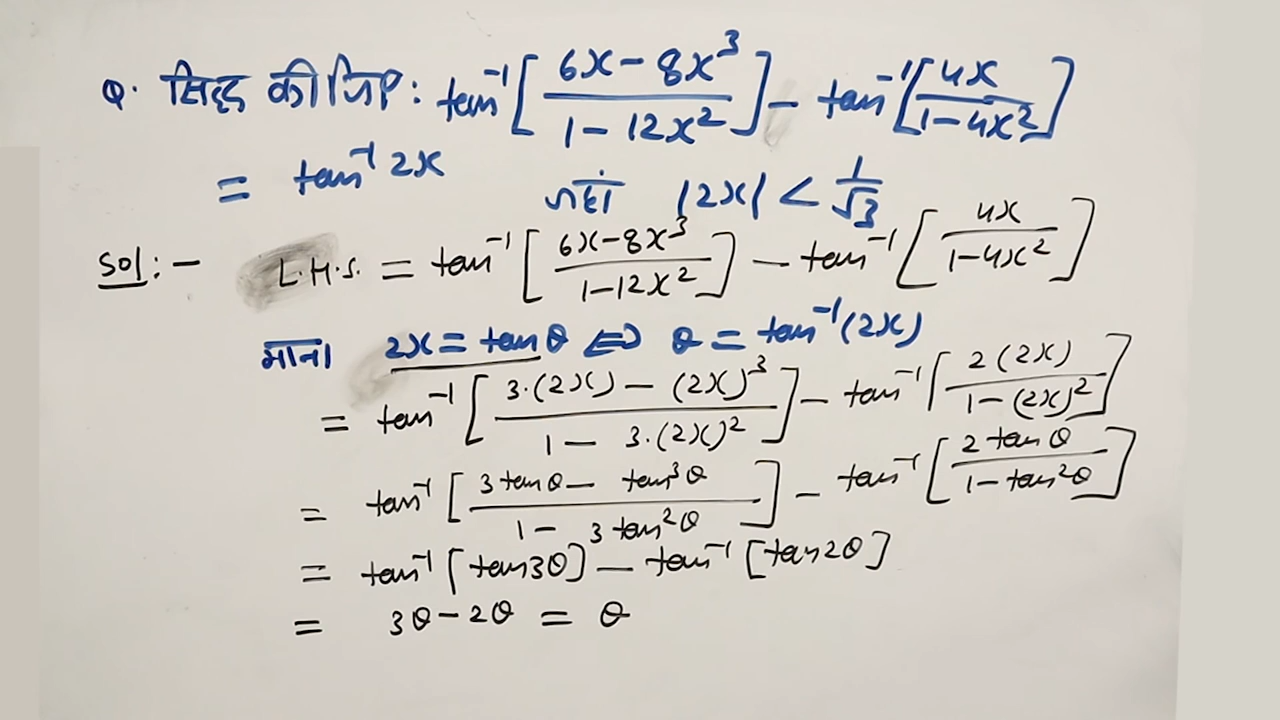 Q. सिद्ध कीजिए: tan⁻¹[(6x-8x³)/(1-12x²)] - tan⁻¹[4x/(1-4x²)]
= tan⁻¹ 2x जहाँ |2x| < 1/√3
Sol:- L.H.S. = tan⁻¹[(6x-8x³)/(1-12x²)] - tan⁻¹[4x/(1-4x²)]
माना 2x = tanθ ⇔ θ = tan⁻¹(2x)
= tan⁻¹[(3.(2x) - (2x)³)/(1 - 3.(2x)²)] - tan⁻¹[2(2x)/(1-(2x)²)]
= tan⁻¹[(3tanθ - tan³θ)/(1 - 3tan²θ)] - tan⁻¹[2tanθ/(1-tan²θ)]
= tan⁻¹[tan3θ] - tan⁻¹[tan2θ]
= 3θ-2θ = θ